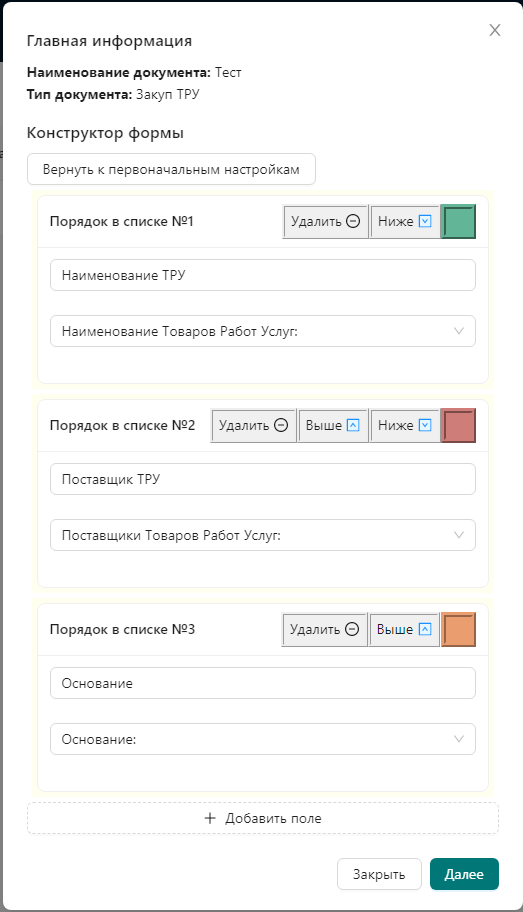 Главная информация
Наименование документа: Тест
Тип документа: Закуп ТРУ
Конструктор формы
Вернуть к первоначальным настройкам
Порядок в списке №1 Удалить Ниже
Наименование ТРУ
Наименование Товаров Работ Услуг:
Порядок в списке №2 Удалить Выше Ниже
Поставщик ТРУ
Поставщики Товаров Работ Услуг:
Порядок в списке №3 Удалить Выше
Основание
Основание:
+ Добавить поле
Закрыть Далее